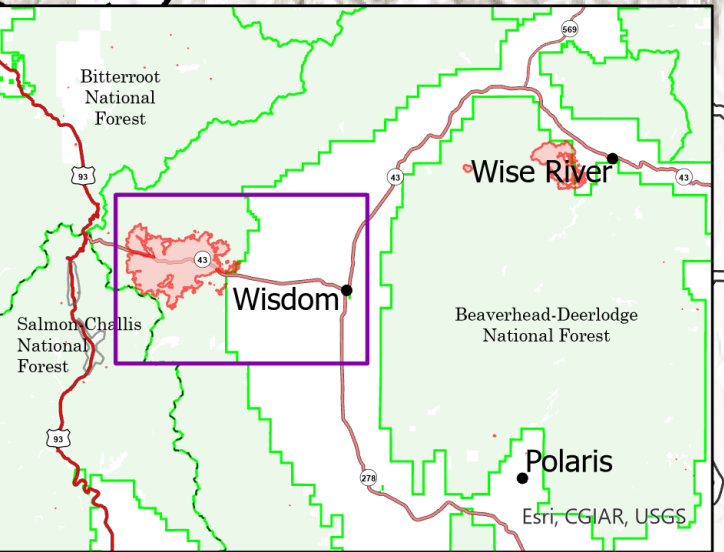 569
Bitterroot
National
Forest
93
Wise River
43
43
43
Wisdom
Salmon-Challis
National
Forest
Beaverhead-Deerlodge
National Forest
93
Polaris
278
Esri, CGIAR, USGS